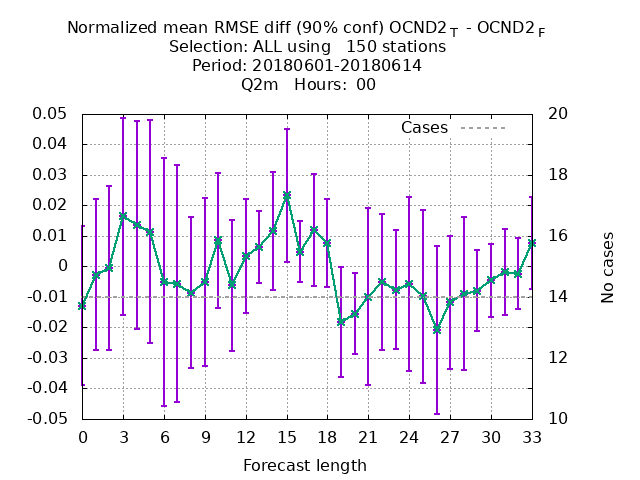 Normalized mean RMSE diff (90% conf) OCND2 T - OCND2 F
Selection: ALL using 150 stations
Period: 20180601-20180614
Q2m Hours: 00
Cases
0.05
0.04
0.03
0.02
0.01
0
-0.01
-0.02
-0.03
-0.04
-0.05
20
18
16
14
12
10
No cases
0 3 6 9 12 15 18 21 24 27 30 33
Forecast length